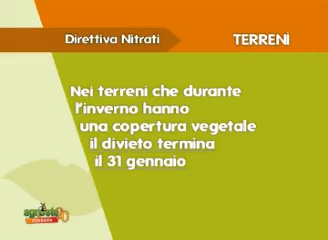 Direttiva Nitrati
TERRENI
Nei terreni che durante
l'inverno hanno
una copertura vegetale
il divieto termina
il 31 gennaio